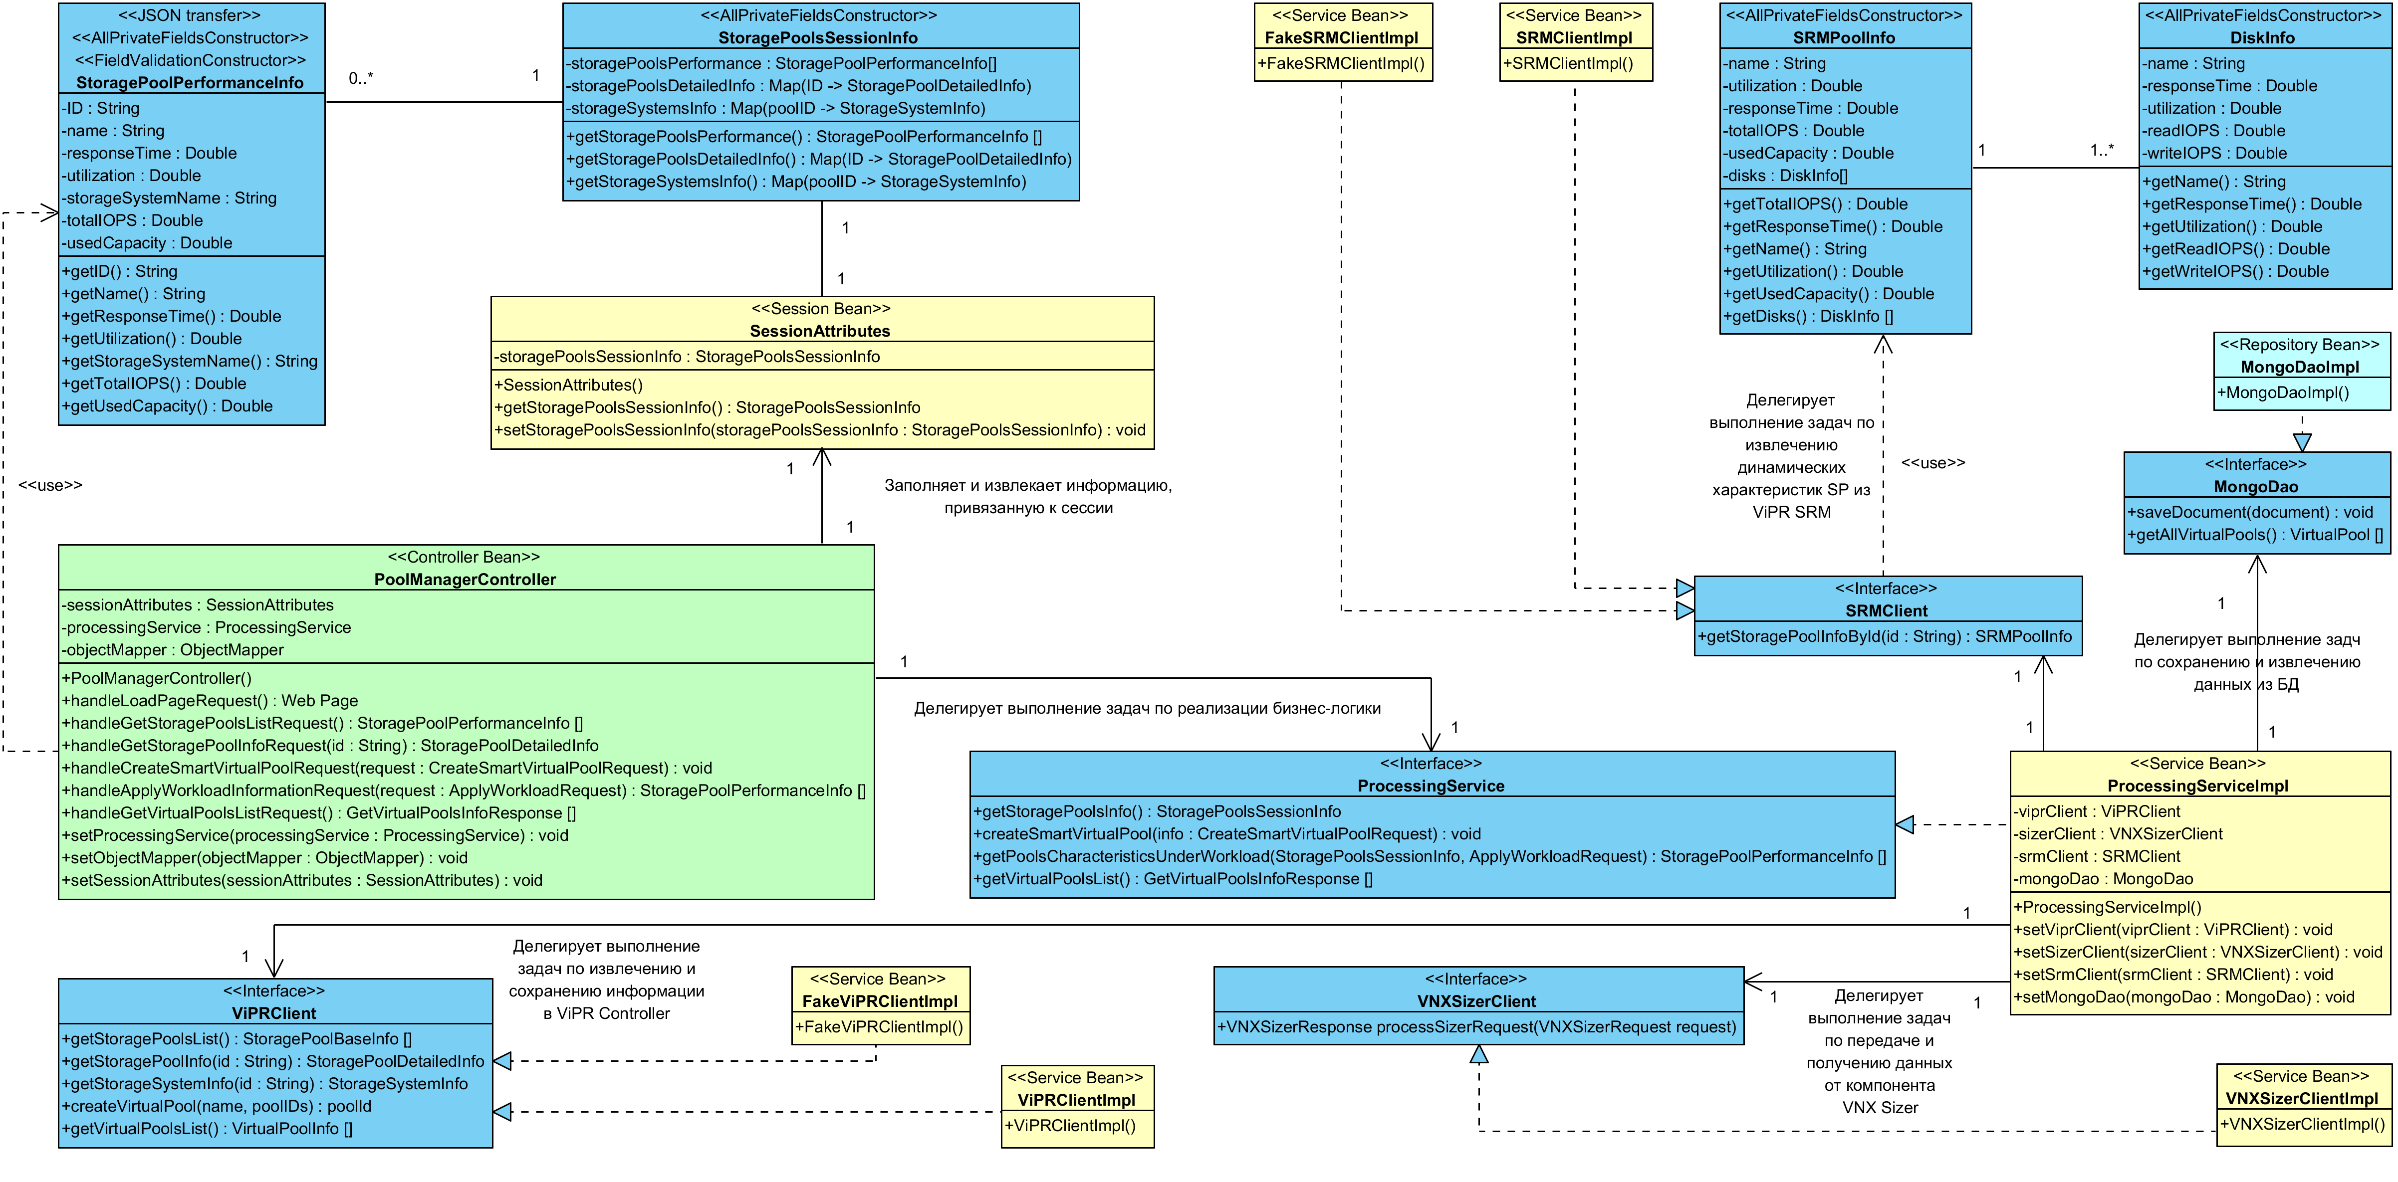 <<JSON transfer>>
<<AllPrivateFieldsConstructor>>
<<FieldValidationConstructor>>
StoragePoolPerformanceInfo
-ID : String
-name : String
-responseTime : Double
-utilization : Double
-storageSystemName : String
-totalIOPS : Double
-usedCapacity : Double
+getID() : String
+getName() : String
+getResponseTime() : Double
+getUtilization() : Double
+getStorageSystemName() : String
+getTotalIOPS() : Double
+getUsedCapacity() : Double
0..*
1
<<AllPrivateFieldsConstructor>>
StoragePoolsSessionInfo
-storagePoolsPerformance : StoragePoolPerformanceInfo[]
-storagePoolsDetailedInfo : Map(ID -> StoragePoolDetailedInfo)
-storageSystemsInfo : Map(poolID -> StorageSystemInfo)
+getStoragePoolsPerformance() : StoragePoolPerformanceInfo []
+getStoragePoolsDetailedInfo() : Map(ID -> StoragePoolDetailedInfo)
+getStorageSystemsInfo() : Map(poolID -> StorageSystemInfo)
1
1
<<Session Bean>>
SessionAttributes
-storagePoolsSessionInfo : StoragePoolsSessionInfo
+SessionAttributes()
+getStoragePoolsSessionInfo() : StoragePoolsSessionInfo
+setStoragePoolsSessionInfo(storagePoolsSessionInfo : StoragePoolsSessionInfo) : void
1
1
Заполняет и извлекает информацию,
привязанную к сессии
<<use>>
<<Service Bean>>
FakeSRMClientImpl
+FakeSRMClientImpl()
<<Service Bean>>
SRMClientImpl
+SRMClientImpl()
<<AllPrivateFieldsConstructor>>
SRMPoolInfo
-name : String
-utilization : Double
-responseTime : Double
-totalIOPS : Double
-usedCapacity : Double
-disks : DiskInfo[]
+getTotalIOPS() : Double
+getResponseTime() : Double
+getName() : String
+getUtilization() : Double
+getUsedCapacity() : Double
+getDisks() : DiskInfo []
1
1..*
<<AllPrivateFieldsConstructor>>
DiskInfo
-name : String
-responseTime : Double
-utilization : Double
-readIOPS : Double
-writeIOPS : Double
+getName() : String
+getResponseTime() : Double
+getUtilization() : Double
+getReadIOPS() : Double
+getWriteIOPS() : Double
<<Repository Bean>>
MongoDaoImpl
+MongoDaoImpl()
Делегирует
выполнение задач по
извлечению
динамических
характеристик SP из
ViPR SRM
<<use>>
<<Interface>>
MongoDao
+saveDocument(document) : void
+getAllVirtualPools() : VirtualPool []
<<Interface>>
SRMClient
+getStoragePoolInfoById(id : String) : SRMPoolInfo
1
1
1
Делегирует выполнение задч
по сохранению и извлечению
данных из БД
1
<<Controller Bean>>
PoolManagerController
-sessionAttributes : SessionAttributes
-processingService : ProcessingService
-objectMapper : ObjectMapper
+PoolManagerController()
+handleLoadPageRequest() : Web Page
+handleGetStoragePoolsListRequest() : StoragePoolPerformanceInfo []
+handleGetStoragePoolInfoRequest(id : String) : StoragePoolDetailedInfo
+handleCreateSmartVirtualPoolRequest(request : CreateSmartVirtualPoolRequest) : void
+handleApplyWorkloadInformationRequest(request : ApplyWorkloadRequest) : StoragePoolPerformanceInfo []
+handleGetVirtualPoolsListRequest() : GetVirtualPoolsInfoResponse []
+setProcessingService(processingService : ProcessingService) : void
+setObjectMapper(objectMapper : ObjectMapper) : void
+setSessionAttributes(sessionAttributes : SessionAttributes) : void
1
Делегирует выполнение задач по реализации бизнес-логики
1
<<Interface>>
ProcessingService
+getStoragePoolsInfo() : StoragePoolsSessionInfo
+createSmartVirtualPool(info : CreateSmartVirtualPoolRequest) : void
+getPoolsCharacteristicsUnderWorkload(StoragePoolsSessionInfo, ApplyWorkloadRequest) : StoragePoolPerformanceInfo []
+getVirtualPoolsList() : GetVirtualPoolsInfoResponse []
<<Service Bean>>
ProcessingServiceImpl
-viprClient : ViPRClient
-sizerClient : VNXSizerClient
-srmClient : SRMClient
-mongoDao : MongoDao
+ProcessingServiceImpl()
+setViprClient(viprClient : ViPRClient) : void
+setSizerClient(sizerClient : VNXSizerClient) : void
+setSrmClient(srmClient : SRMClient) : void
+setMongoDao(mongoDao : MongoDao) : void
1
1
Делегирует выполнение
задач по извлечению и
сохранению информации
в ViPR Controller
<<Interface>>
ViPRClient
+getStoragePoolsList() : StoragePoolBaseInfo []
+getStoragePoolInfo(id : String) : StoragePoolDetailedInfo
+getStorageSystemInfo(id : String) : StorageSystemInfo
+createVirtualPool(name, poolIDs) : poolId
+getVirtualPoolsList() : VirtualPoolInfo []
<<Service Bean>>
FakeViPRClientImpl
+FakeViPRClientImpl()
<<Service Bean>>
ViPRClientImpl
+ViPRClientImpl()
<<Interface>>
VNXSizerClient
+VNXSizerResponse processSizerRequest(VNXSizerRequest request)
1
1
Делегирует
выполнение задач
по передаче и
получению данных
от компонента
VNX Sizer
<<Service Bean>>
VNXSizerClientImpl
+VNXSizerClientImpl()